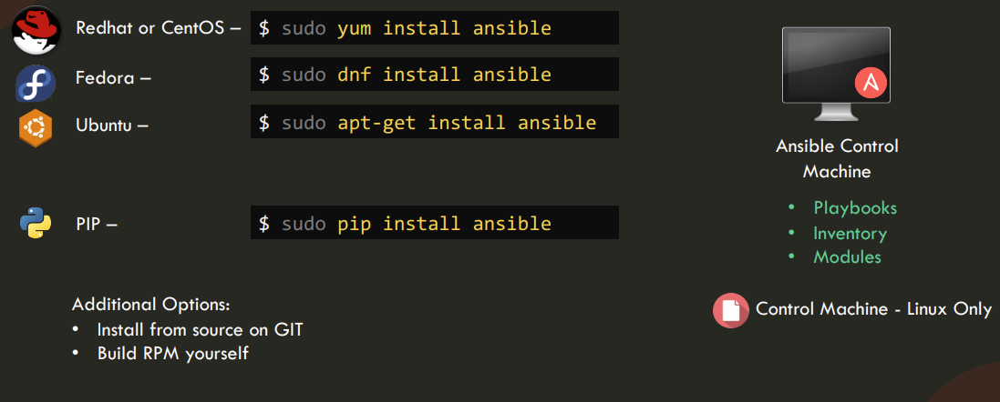 Redhat or CentOS – $ sudo yum install ansible
Fedora – $ sudo dnf install ansible
Ubuntu – $ sudo apt-get install ansible
PIP – $ sudo pip install ansible
Additional Options:
• Install from source on GIT
• Build RPM yourself
Ansible Control
Machine
• Playbooks
• Inventory
• Modules
Control Machine - Linux Only